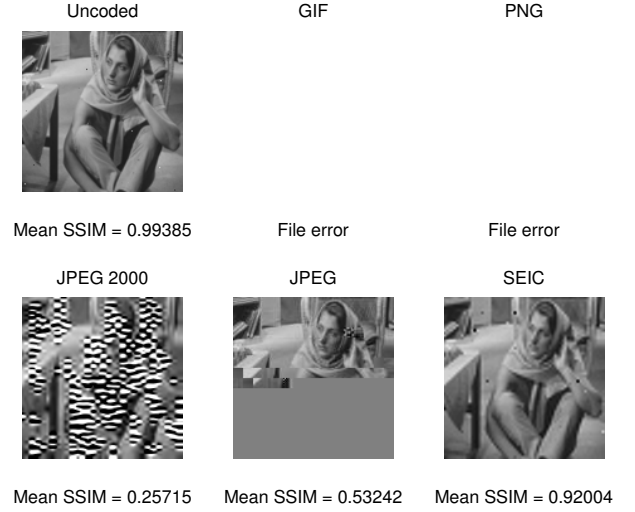 Uncoded GIF PNG
Mean SSIM = 0.99385 File error File error
JPEG 2000 JPEG SEIC
Mean SSIM = 0.25715 Mean SSIM = 0.53242 Mean SSIM = 0.92004